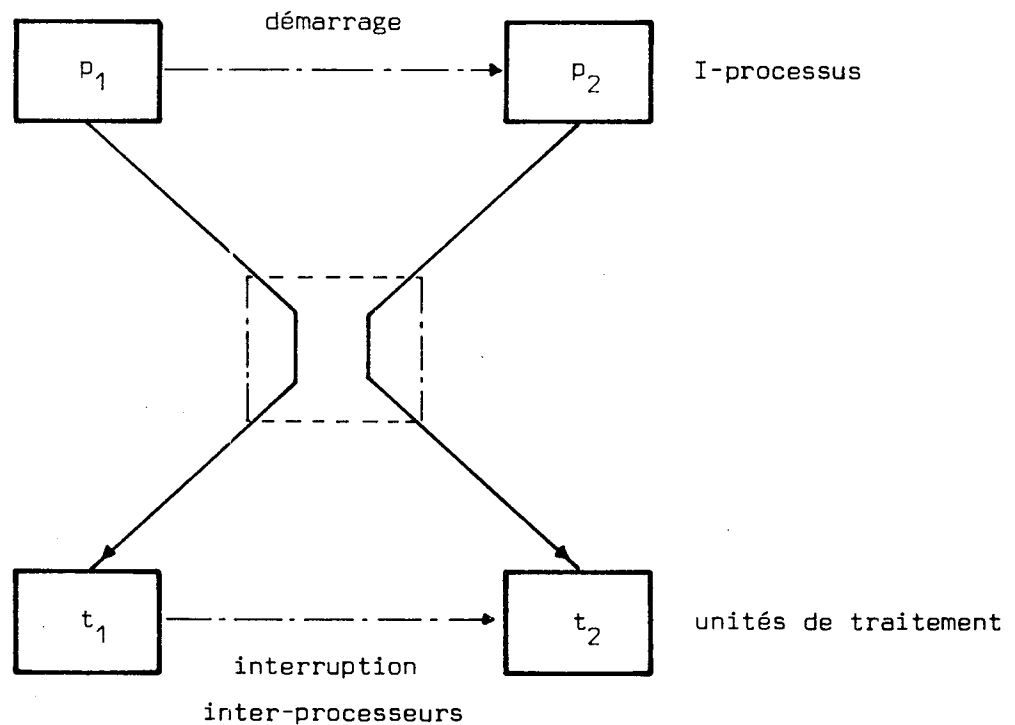 démarrage
p1
p2
I-processus
t1
t2
unités de traitement
interruption
inter-processeurs